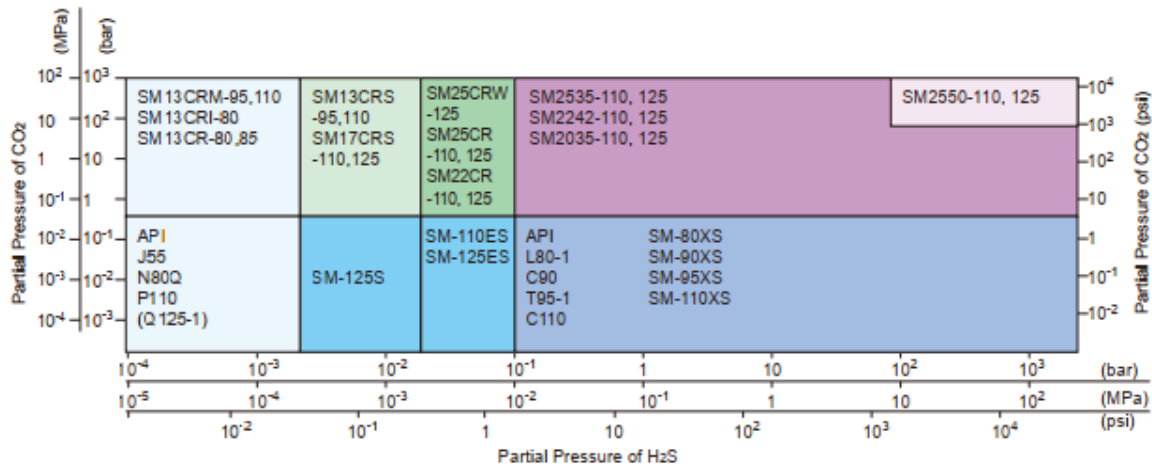 (MPa)
(bar)
Partial Pressure of CO₂
10² 10³
10 10²
1 10
10⁻¹ 1
10⁻² 10⁻¹
10⁻³ 10⁻²
10⁻⁴ 10⁻³
SM13CRM-95,110
SM13CRI-80
SM13CR-80,85
SM13CRS
-95,110
SM17CRS
-110,125
SM25CRW
-125
SM25CR
-110, 125
SM22CR
-110, 125
SM2535-110, 125
SM2242-110, 125
SM2035-110, 125
SM2550-110, 125
API
J55
N80Q
P110
(Q125-1)
SM-125S
SM-110ES
SM-125ES
API
L80-1
C90
T95-1
C110
SM-80XS
SM-90XS
SM-95XS
SM-110XS
10⁴
10³
10²
10
1
10⁻¹
10⁻²
Partial Pressure of CO₂ (psi)
10⁻⁴ 10⁻³ 10⁻² 10⁻¹ 1 10 10² 10³ (bar)
10⁻⁵ 10⁻⁴ 10⁻³ 10⁻² 10⁻¹ 1 10 10² (MPa)
10⁻² 10⁻¹ 1 10 10² 10³ 10⁴ (psi)
Partial Pressure of H₂S